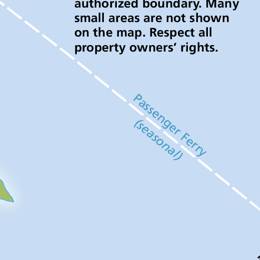 authorized boundary. Many
small areas are not shown
on the map. Respect all
property owners’ rights.
Passenger Ferry
(seasonal)